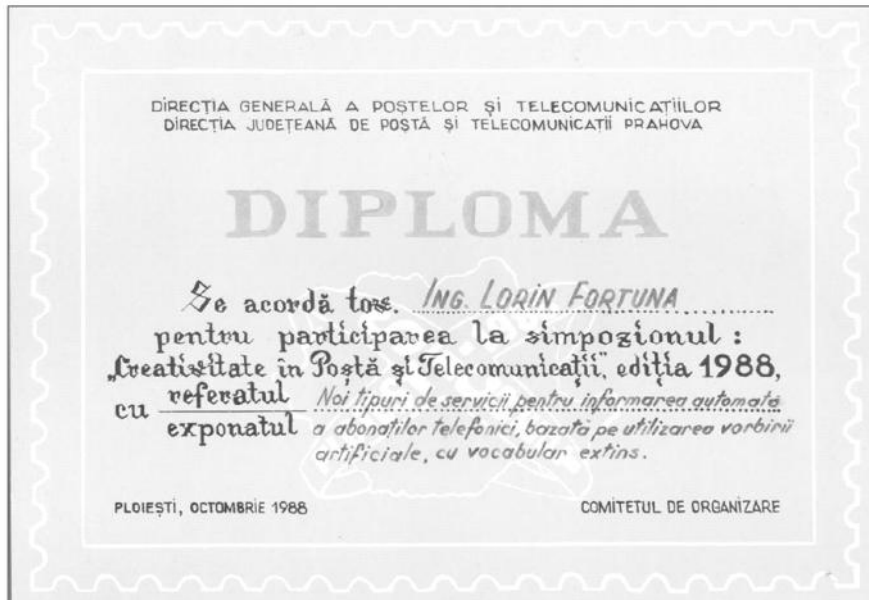 DIRECȚIA GENERALĂ A POȘTELOR ȘI TELECOMUNICAȚIILOR
DIRECȚIA JUDEȚEANĂ DE POȘTĂ ȘI TELECOMUNICAȚII PRAHOVA
DIPLOMA
Se acordă tov. ING. LORIN FORTUNA
pentru participarea la simpozionul :
„Creativitate în Poștă și Telecomunicații”, ediția 1988,
cu referatul Noi tipuri de servicii pentru informarea automată
exponatul a abonaților telefonici, bazată pe utilizarea vorbirii
artificiale, cu vocabular extins.
PLOIEȘTI, OCTOMBRIE 1988 COMITETUL DE ORGANIZARE